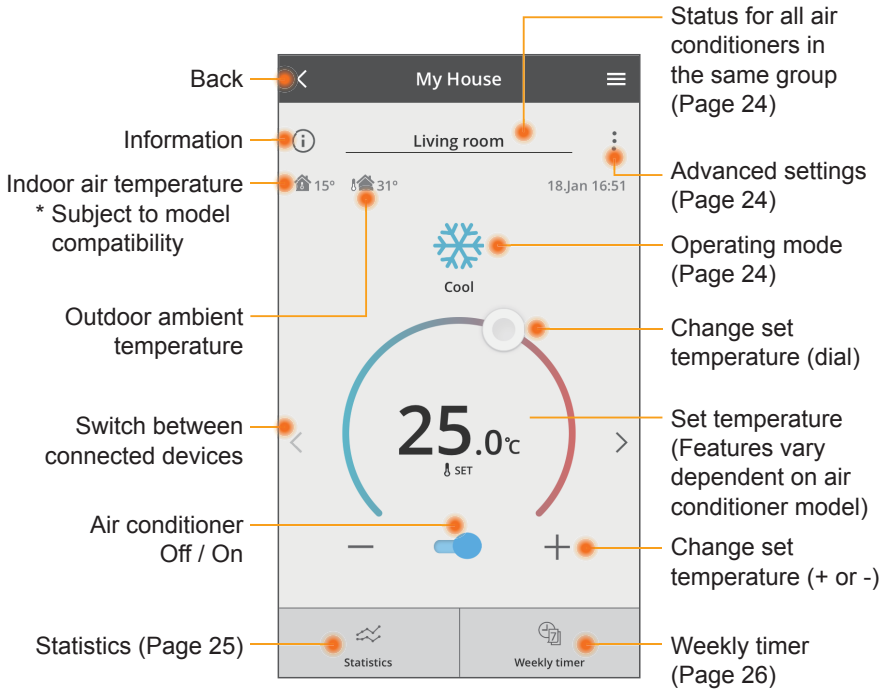 Back
Information
Indoor air temperature
* Subject to model
compatibility
Outdoor ambient
temperature
Switch between
connected devices
Air conditioner
Off / On
Statistics (Page 25)
My House
Living room
15°
31°
18.Jan 16:51
Cool
25.0°C
SET
Statistics
7
Weekly timer
Status for all air
conditioners in
the same group
(Page 24)
Advanced settings
(Page 24)
Operating mode
(Page 24)
Change set
temperature (dial)
Set temperature
(Features vary
dependent on air
conditioner model)
Change set
temperature (+ or -)
Weekly timer
(Page 26)